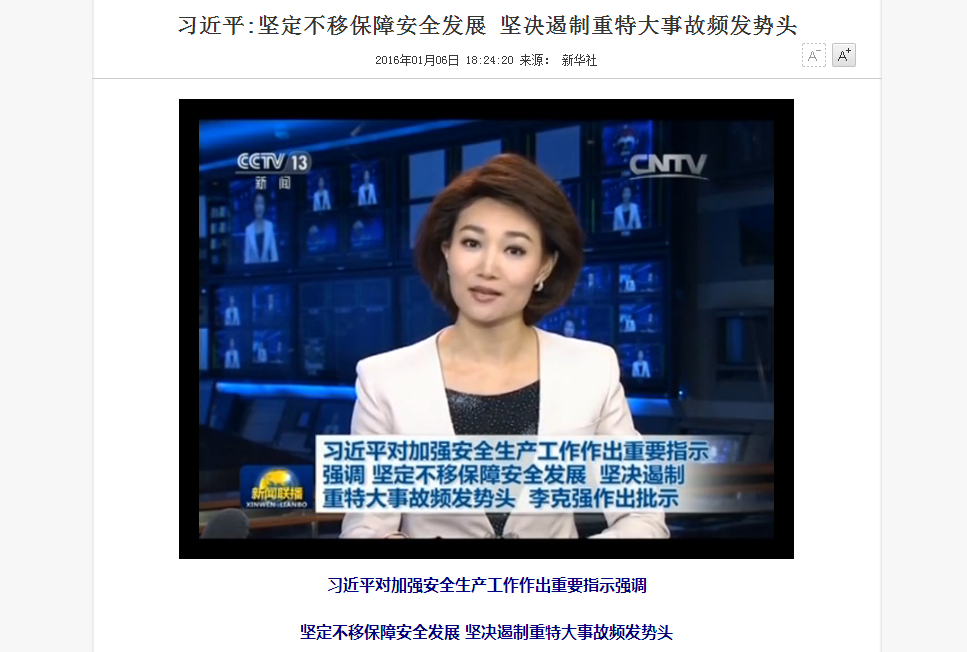 习近平:坚定不移保障安全发展 坚决遏制重特大事故频发势头
2016年01月06日 18:24:20 来源: 新华社
A-
A+
CCTV 13
新闻
CNTV
习近平对加强安全生产工作作出重要指示
强调 坚定不移保障安全发展 坚决遏制
重特大事故频发势头 李克强作出批示
新闻联播
XINWEN LIANBO
习近平对加强安全生产工作作出重要指示强调
坚定不移保障安全发展 坚决遏制重特大事故频发势头